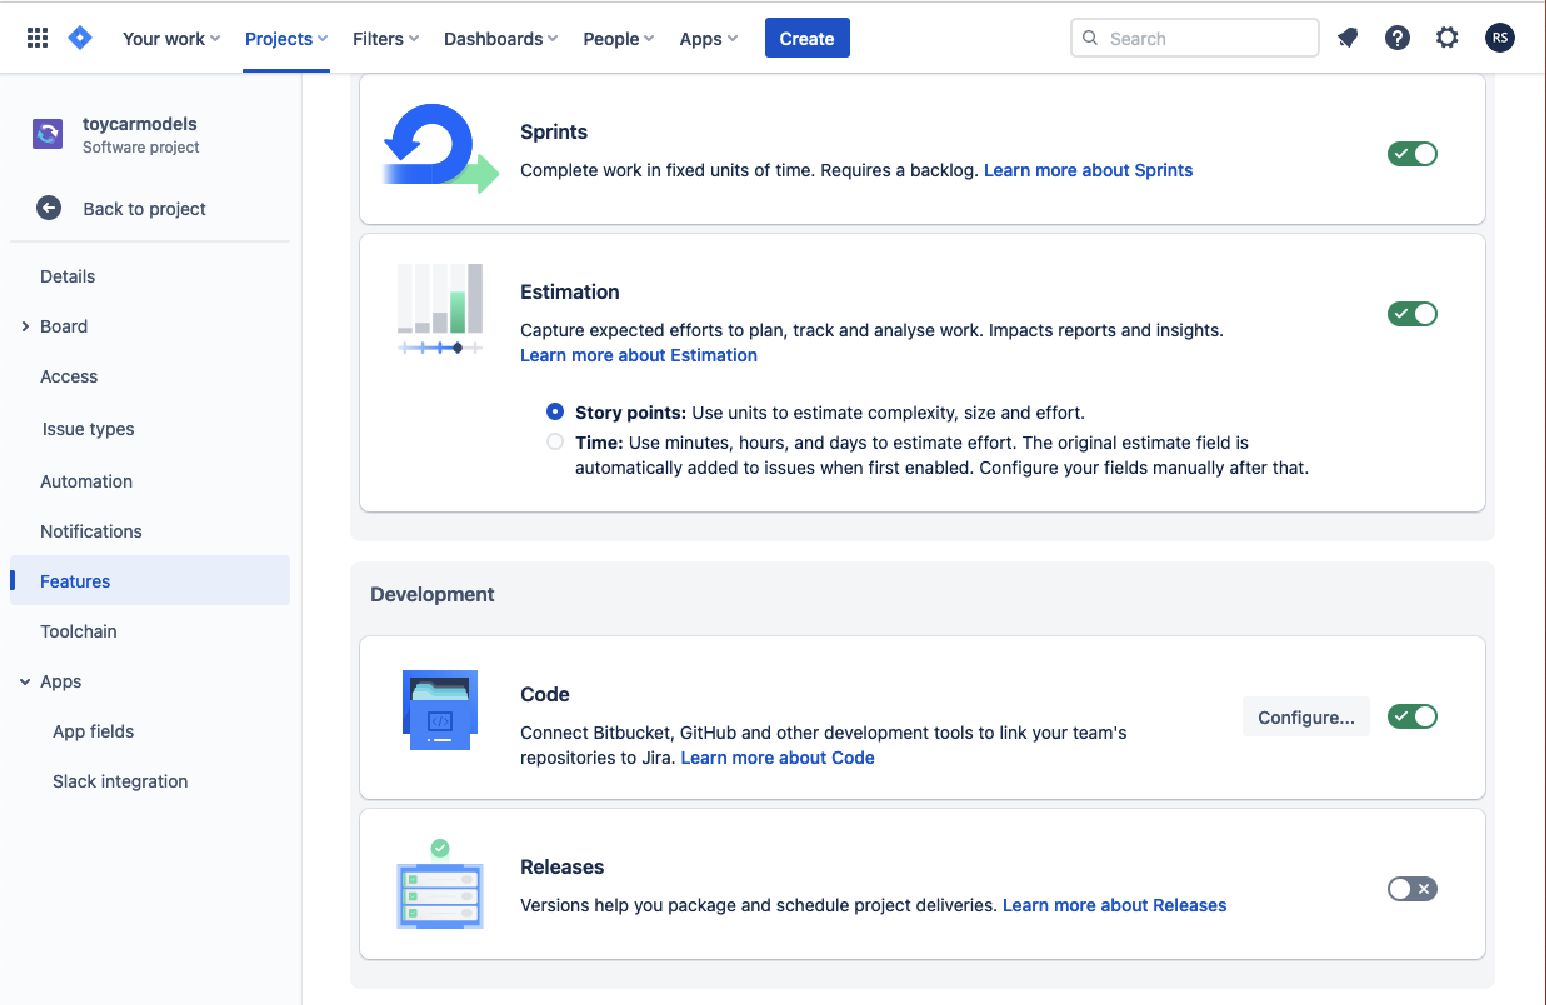 Your work
Projects
Filters
Dashboards
People
Apps
Create
Search
RS
toycarmodels
Software project
Back to project
Details
Board
Access
Issue types
Automation
Notifications
Features
Toolchain
Apps
App fields
Slack integration
Sprints
Complete work in fixed units of time. Requires a backlog. Learn more about Sprints
Estimation
Capture expected efforts to plan, track and analyse work. Impacts reports and insights.
Learn more about Estimation
Story points: Use units to estimate complexity, size and effort.
Time: Use minutes, hours, and days to estimate effort. The original estimate field is
automatically added to issues when first enabled. Configure your fields manually after that.
Development
Code
Connect Bitbucket, GitHub and other development tools to link your team's
repositories to Jira. Learn more about Code
Configure...
Releases
Versions help you package and schedule project deliveries. Learn more about Releases